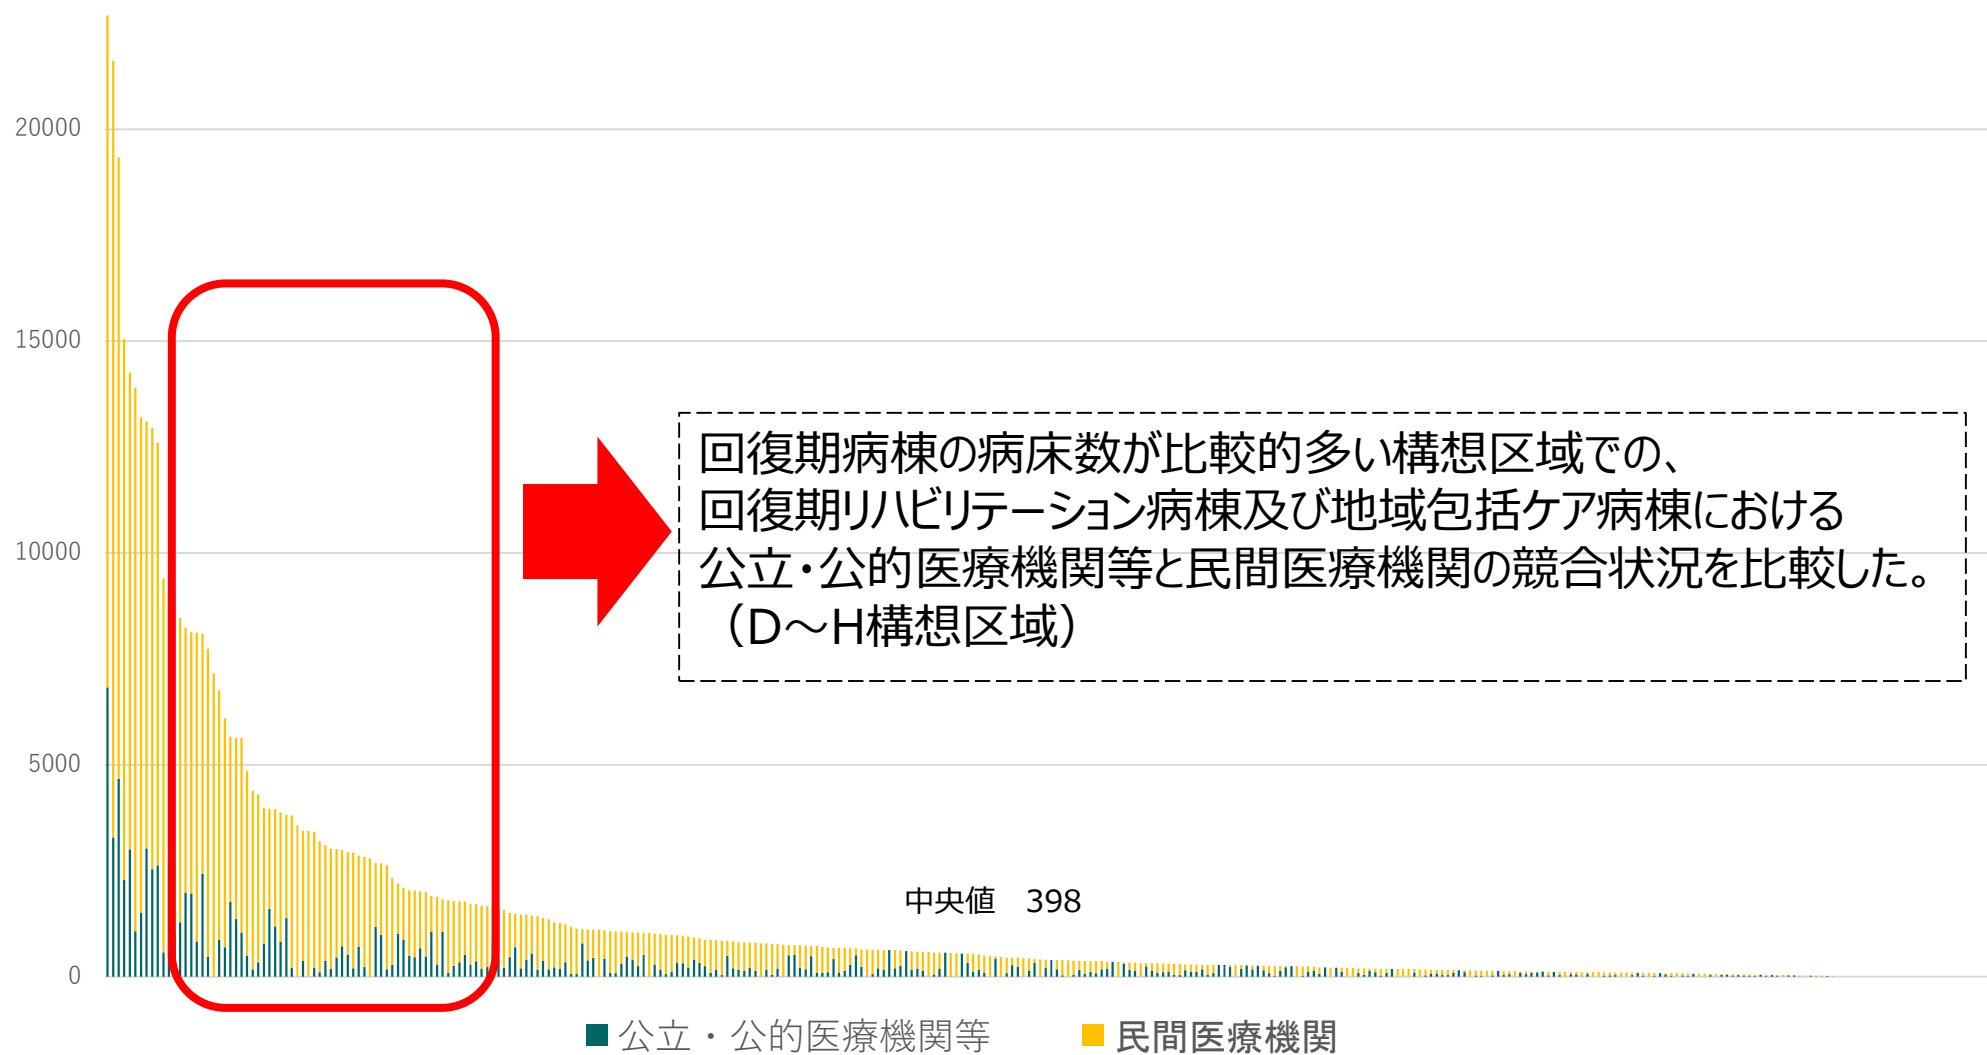 20000
15000
10000
5000
0
回復期病棟の病床数が比較的多い構想区域での、
回復期リハビリテーション病棟及び地域包括ケア病棟における
公立・公的医療機関等と民間医療機関の競合状況を比較した。
（D～H構想区域）
中央値　398
公立・公的医療機関等
民間医療機関